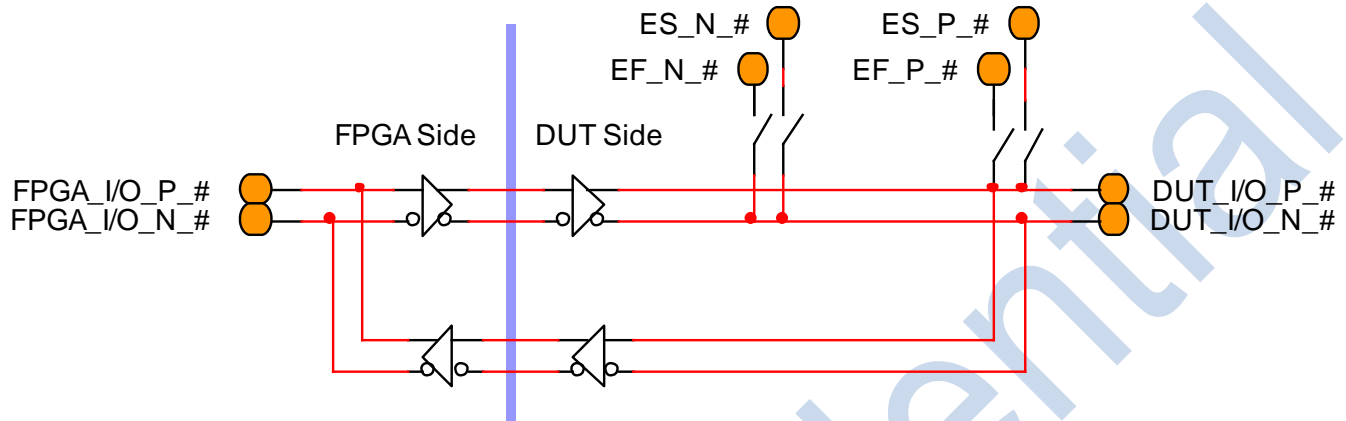 ES_N_#
ES_P_#
EF_N_#
EF_P_#
FPGA Side
DUT Side
FPGA_I/O_P_#
DUT_I/O_P_#
FPGA_I/O_N_#
DUT_I/O_N_#